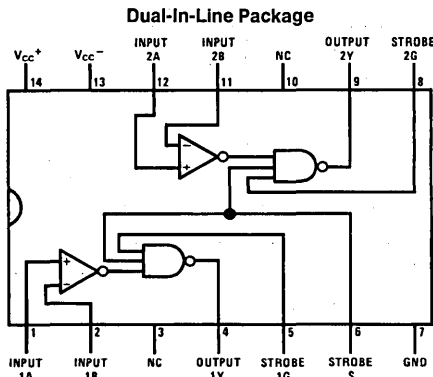 Dual-In-Line Package
VCC+ VCC− INPUT 2A INPUT 2B NC OUTPUT 2Y STROBE 2G
14 13 12 11 10 9 8
− +
+ −
1 2 3 4 5 6 7
INPUT 1A INPUT 1B NC OUTPUT 1Y STROBE 1G STROBE S GND